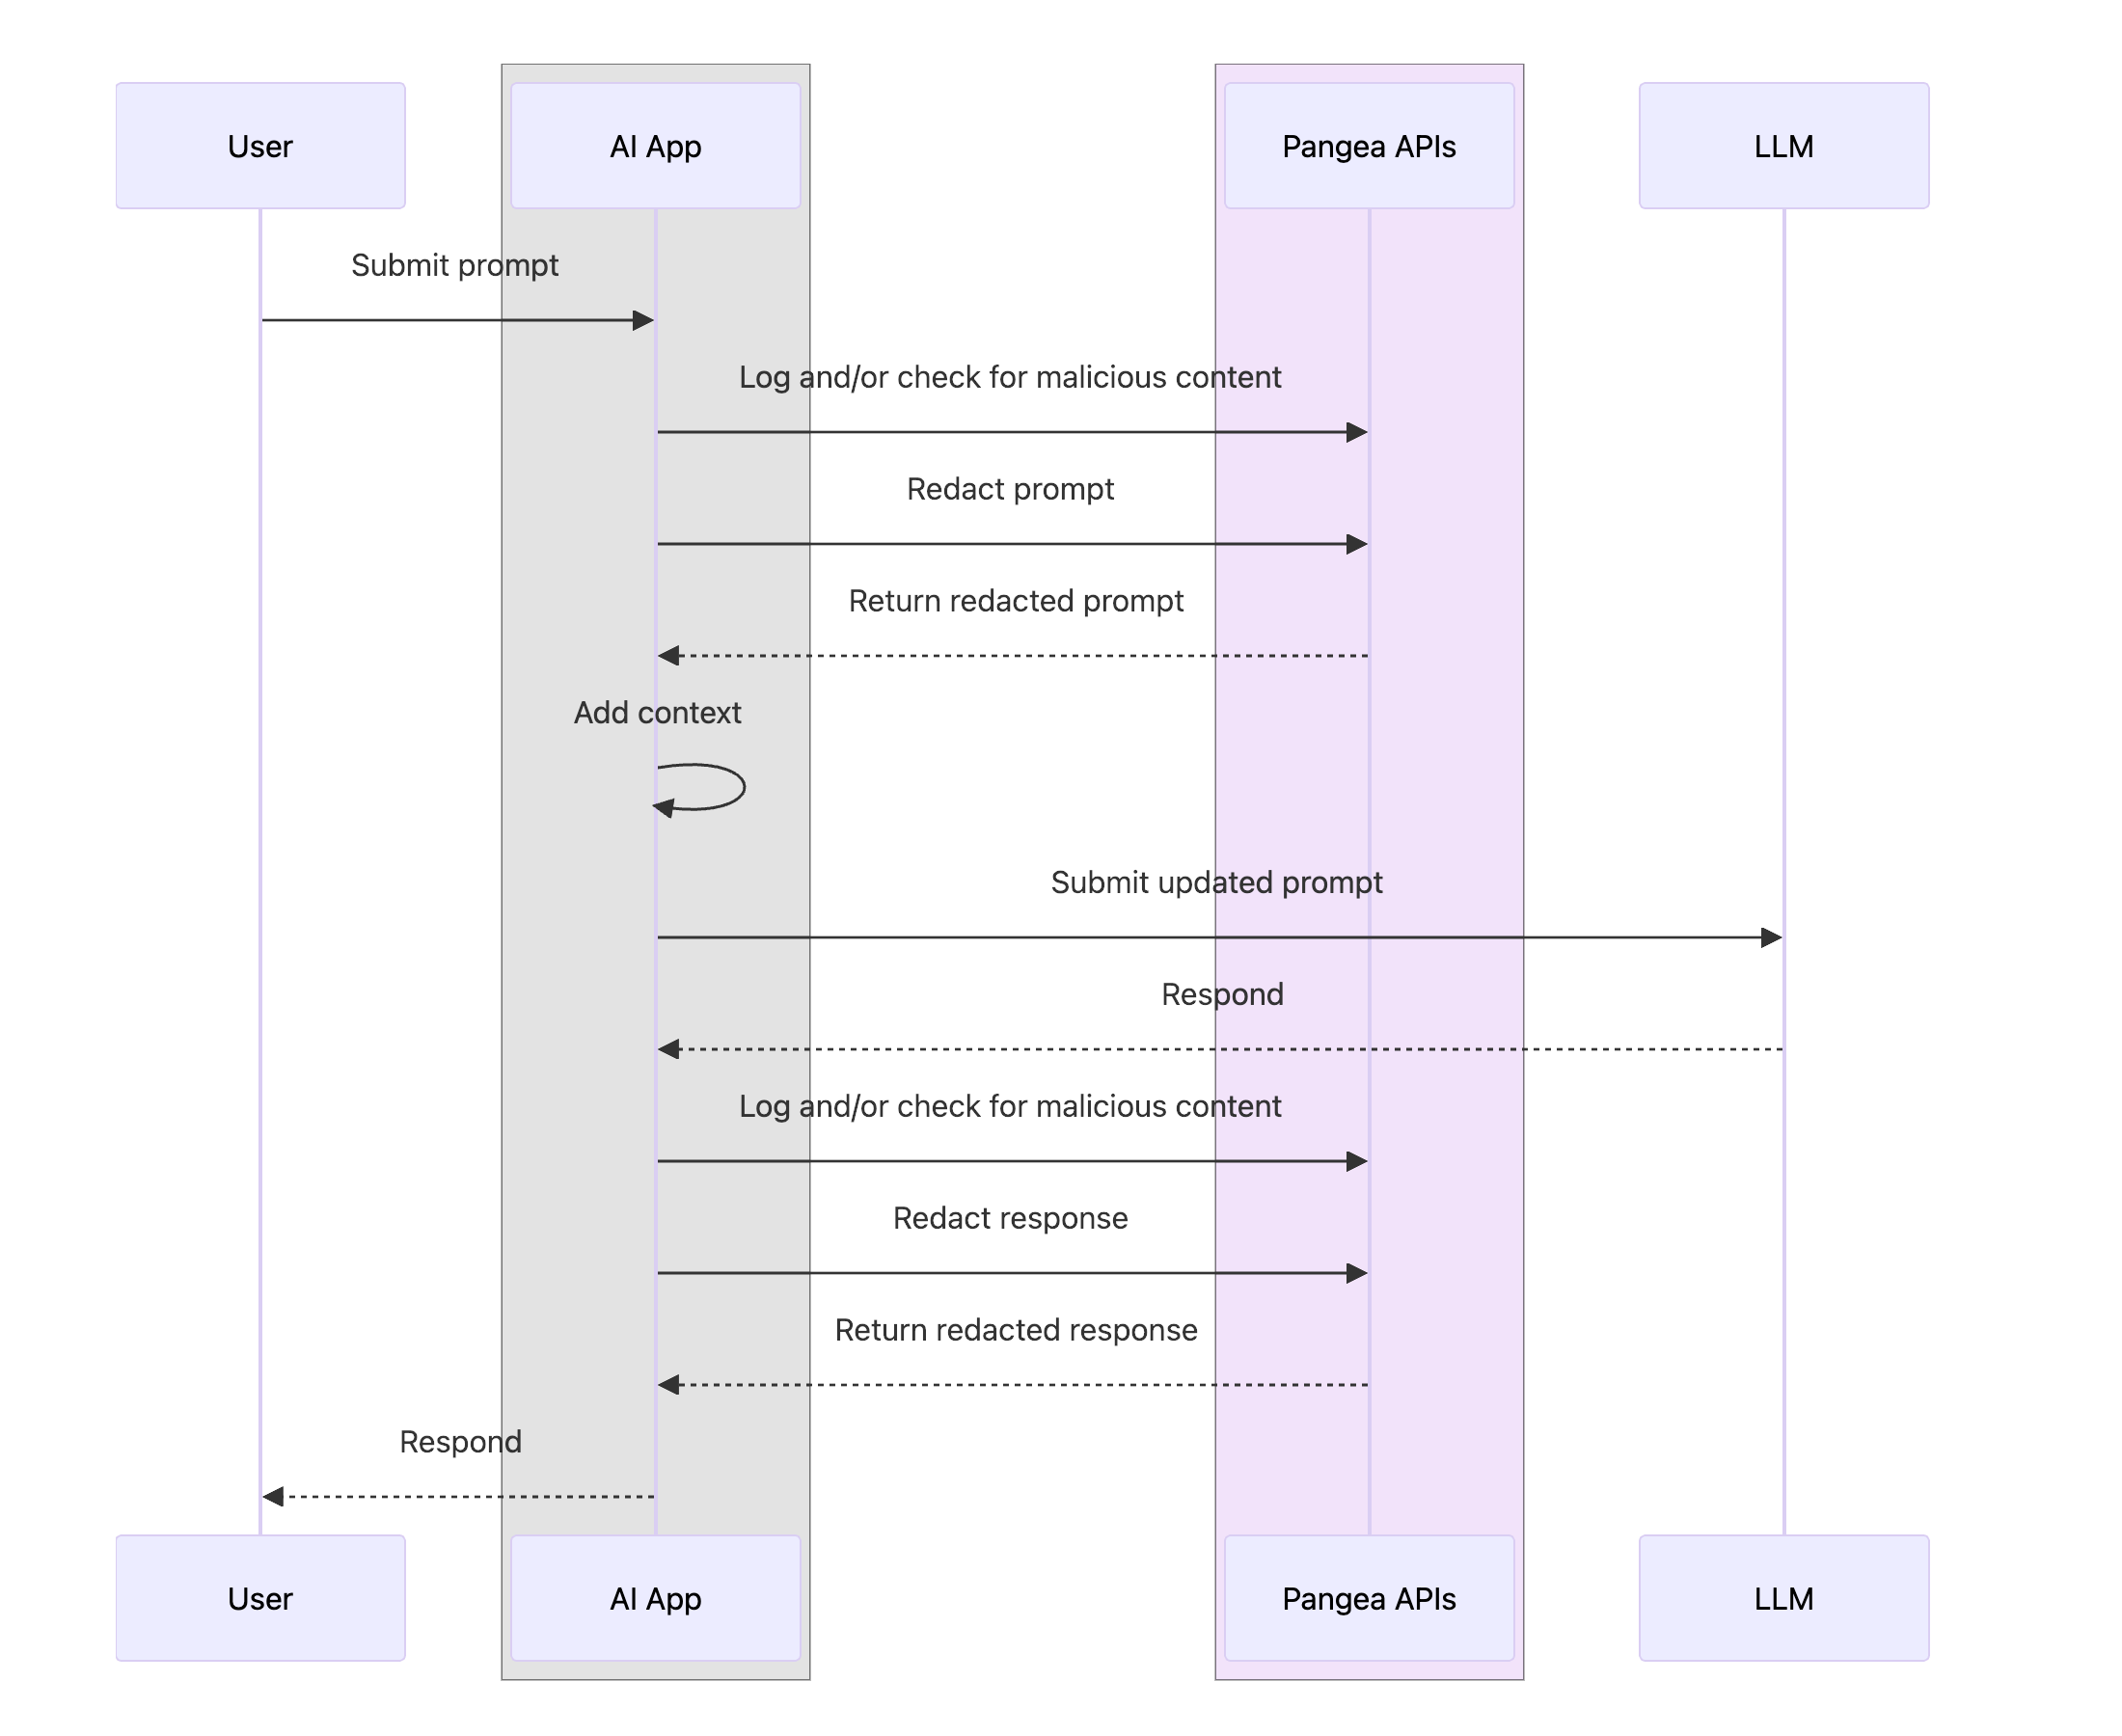 User
AI App
Pangea APIs
LLM
Submit prompt
Log and/or check for malicious content
Redact prompt
Return redacted prompt
Add context
Submit updated prompt
Respond
Log and/or check for malicious content
Redact response
Return redacted response
Respond
User
AI App
Pangea APIs
LLM